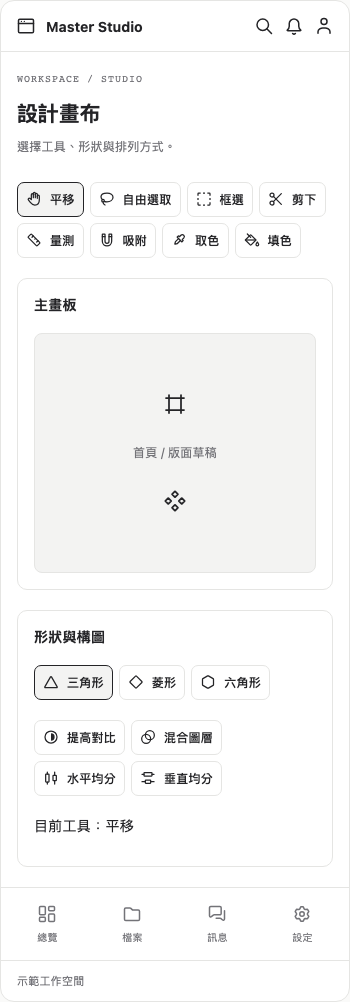 Master Studio
WORKSPACE / STUDIO
設計畫布
選擇工具、形狀與排列方式。
平移 自由選取 框選 剪下
量測 吸附 取色 填色
主畫板
首頁 / 版面草稿
形狀與構圖
三角形 菱形 六角形
提高對比 混合圖層
水平均分 垂直均分
目前工具：平移
總覽 檔案 訊息 設定
示範工作空間